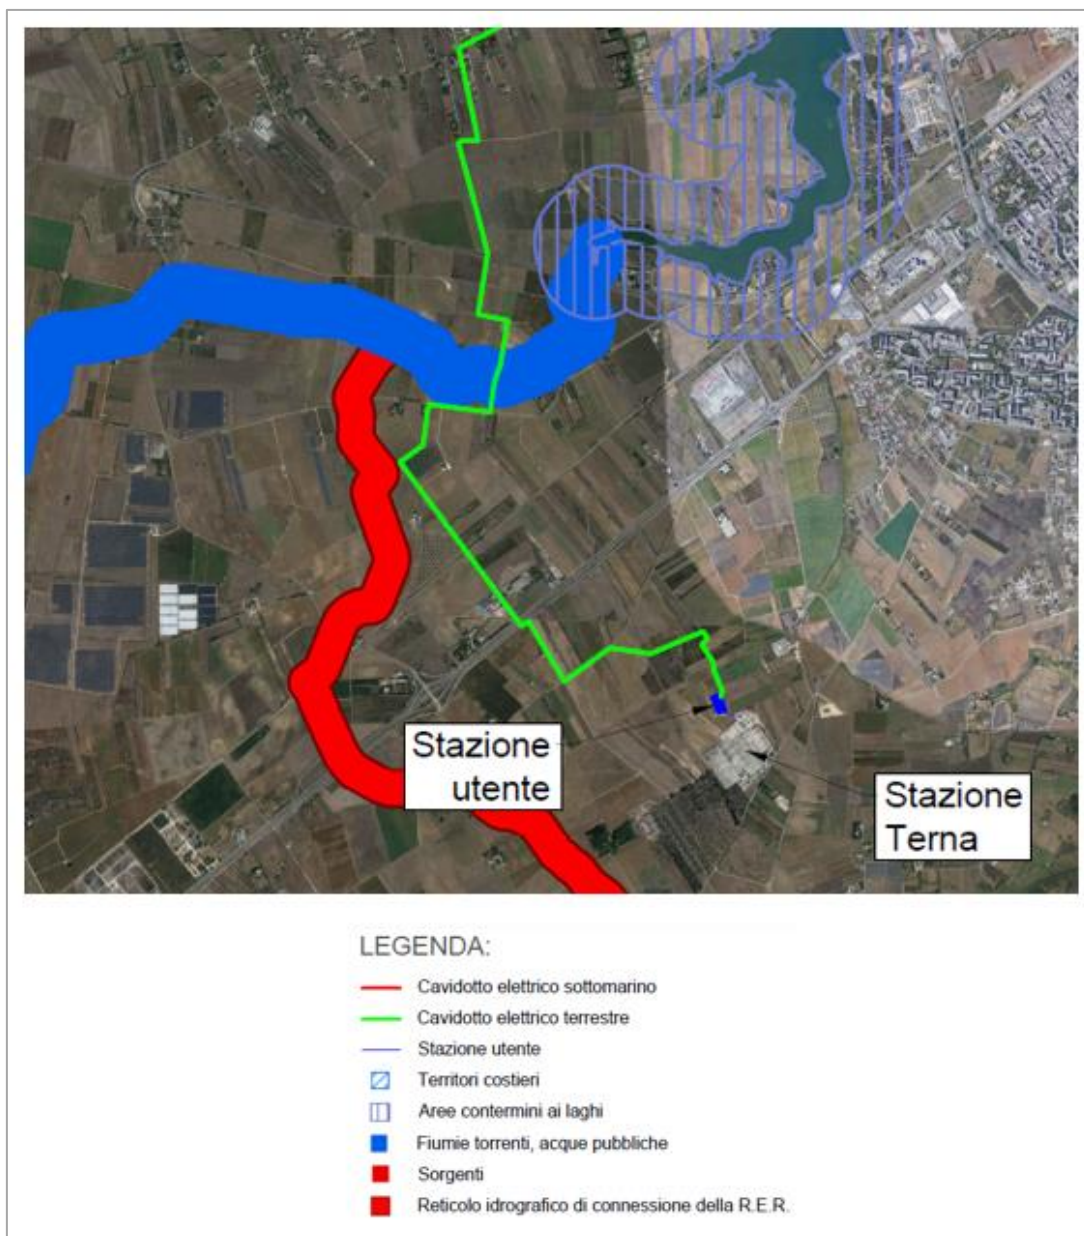 Stazione
utente
Stazione
Terna
LEGENDA:
Cavidotto elettrico sottomarino
Cavidotto elettrico terrestre
Stazione utente
Territori costieri
Aree contermini ai laghi
Fiumie torrenti, acque pubbliche
Sorgenti
Reticolo idrografico di connessione della R.E.R.